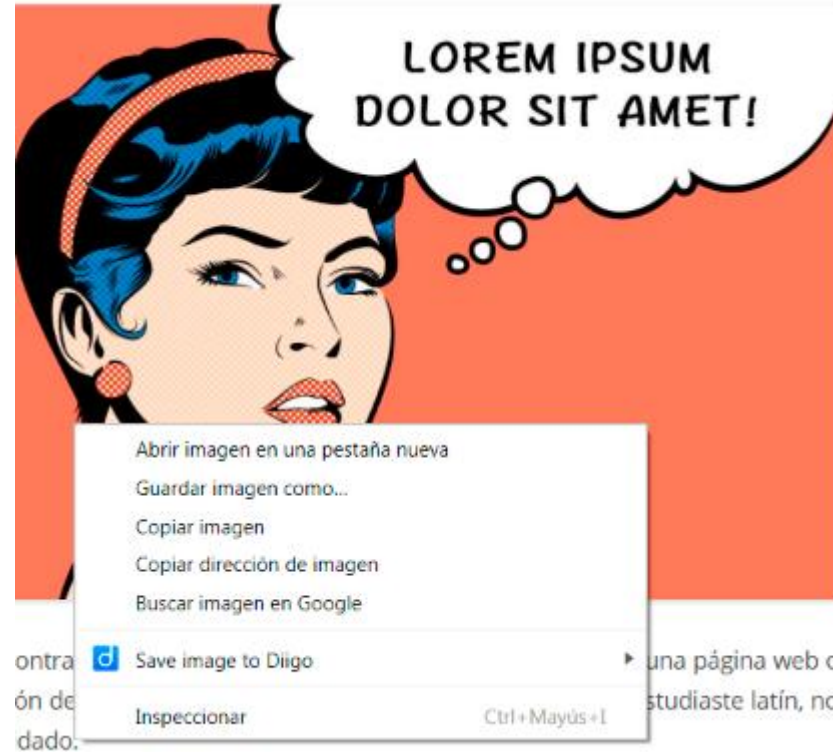 LOREM IPSUM
DOLOR SIT AMET!
Abrir imagen en una pestaña nueva
Guardar imagen como...
Copiar imagen
Copiar dirección de imagen
Buscar imagen en Google
ontra
Save image to Diigo
una página web
ón de
Inspeccionar Ctrl+Mayús+I
studiaste latín,
dado.